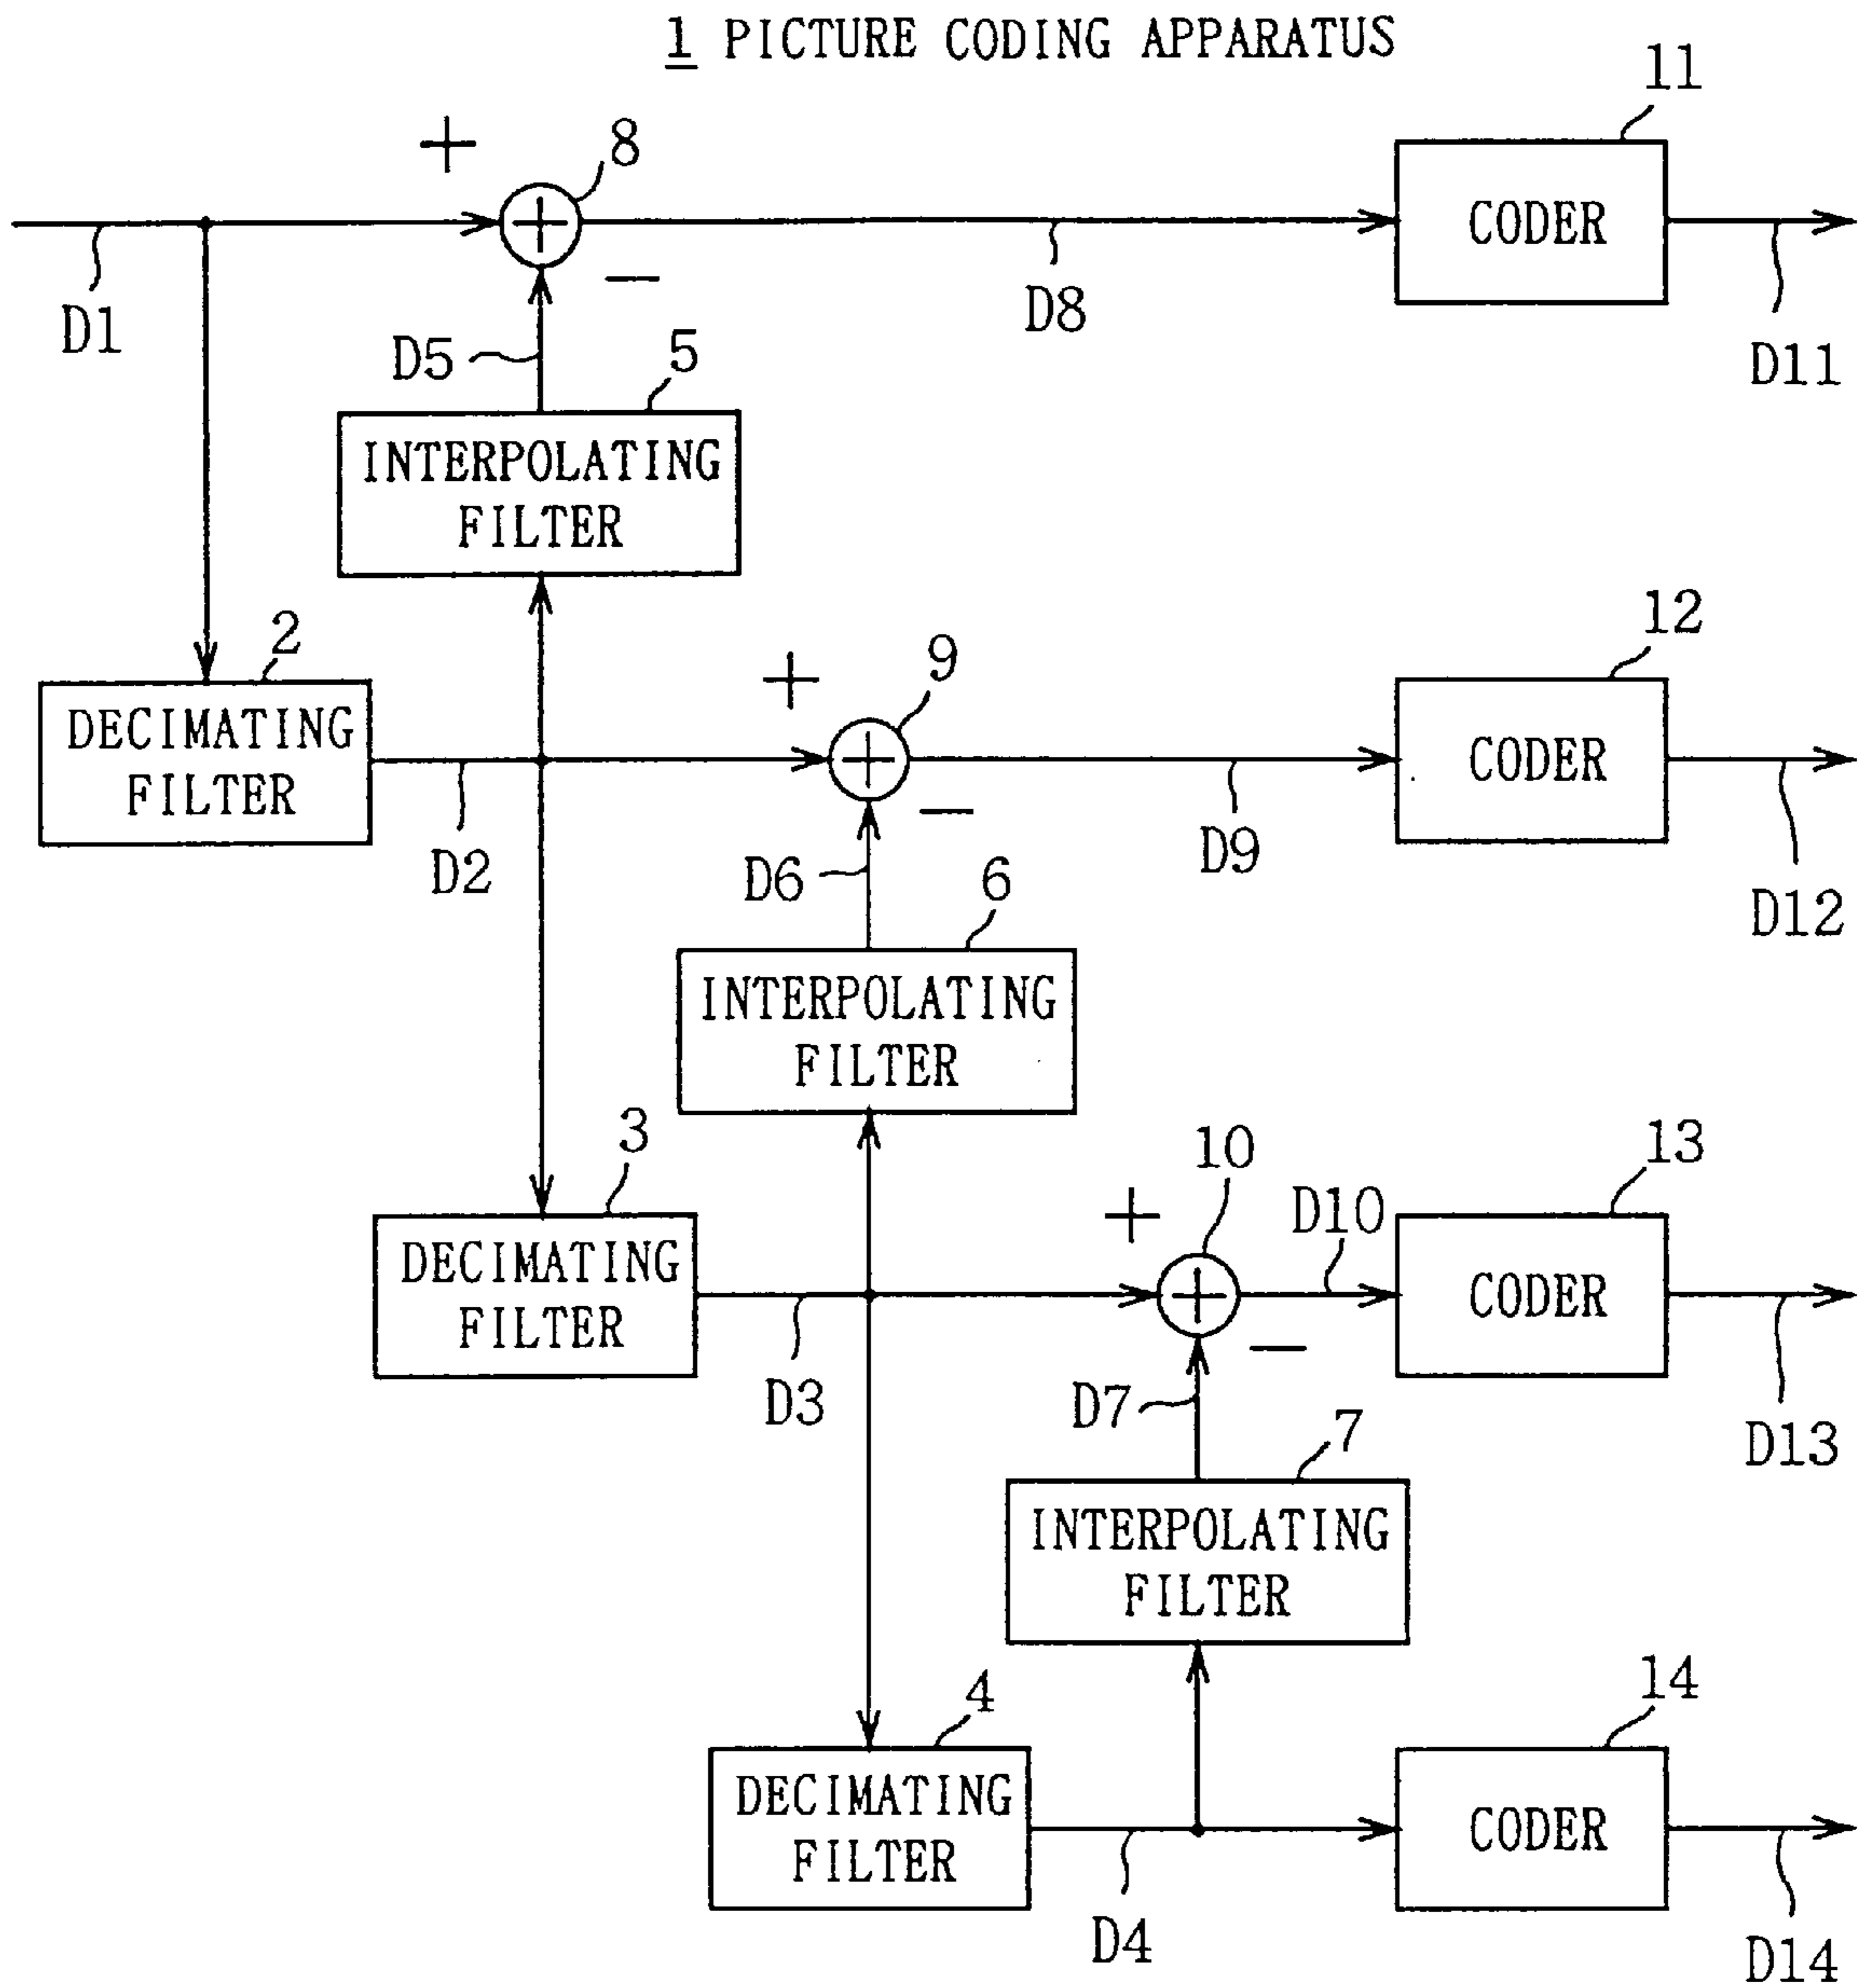 1 PICTURE CODING APPARATUS
11
+
8
CODER
D1
−
D8
D11
D5
5
INTERPOLATING
FILTER
2
12
+
9
DECIMATING
FILTER
CODER
−
D2
D6
D9
D12
6
INTERPOLATING
FILTER
3
10
13
+
D10
DECIMATING
FILTER
CODER
−
D3
D7
D13
7
INTERPOLATING
FILTER
4
14
DECIMATING
FILTER
CODER
D4
D14